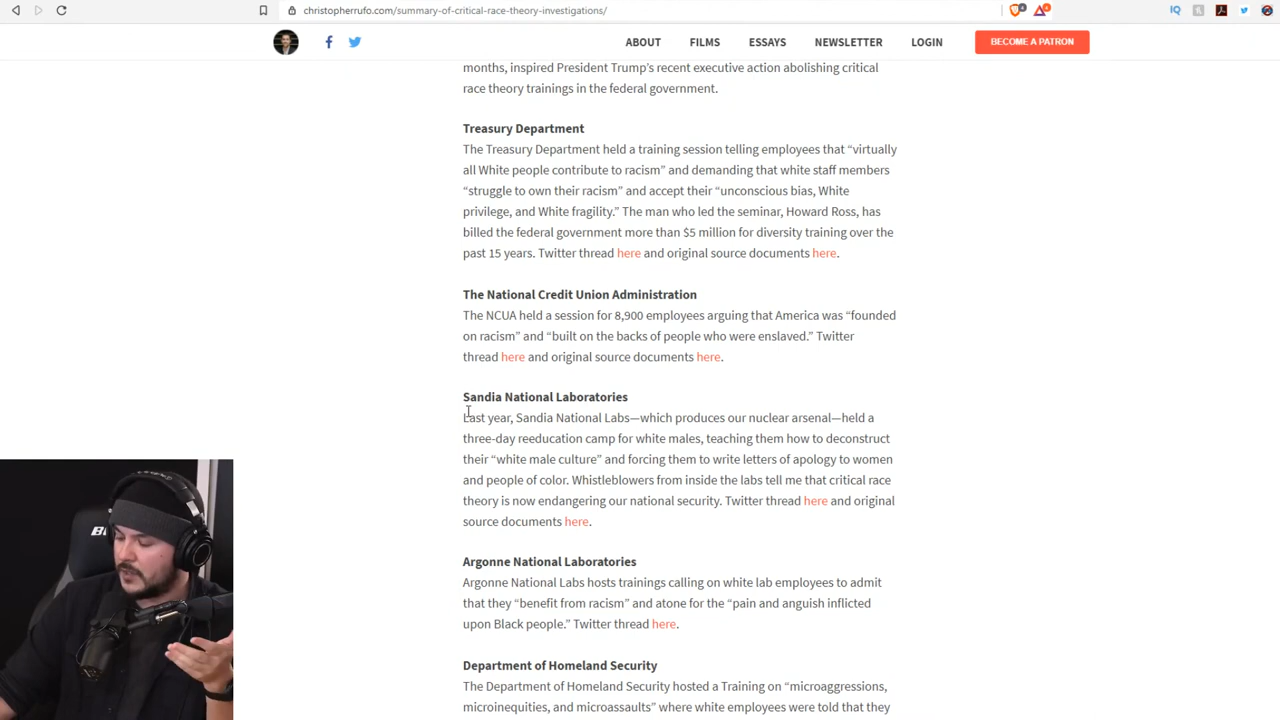 christopherrufo.com/summary-of-critical-race-theory-investigations/
ABOUT FILMS ESSAYS NEWSLETTER LOGIN BECOME A PATRON
months, inspired President Trump’s recent executive action abolishing critical
race theory trainings in the federal government.
Treasury Department
The Treasury Department held a training session telling employees that “virtually
all White people contribute to racism” and demanding that white staff members
“struggle to own their racism” and accept their “unconscious bias, White
privilege, and White fragility.” The man who led the seminar, Howard Ross, has
billed the federal government more than $5 million for diversity training over the
past 15 years. Twitter thread here and original source documents here.
The National Credit Union Administration
The NCUA held a session for 8,900 employees arguing that America was “founded
on racism” and “built on the backs of people who were enslaved.” Twitter
thread here and original source documents here.
Sandia National Laboratories
Last year, Sandia National Labs—which produces our nuclear arsenal—held a
three-day reeducation camp for white males, teaching them how to deconstruct
their “white male culture” and forcing them to write letters of apology to women
and people of color. Whistleblowers from inside the labs tell me that critical race
theory is now endangering our national security. Twitter thread here and original
source documents here.
Argonne National Laboratories
Argonne National Labs hosts trainings calling on white lab employees to admit
that they “benefit from racism” and atone for the “pain and anguish inflicted
upon Black people.” Twitter thread here.
Department of Homeland Security
The Department of Homeland Security hosted a Training on “microaggressions,
microinequities, and microassaults” where white employees were told that they